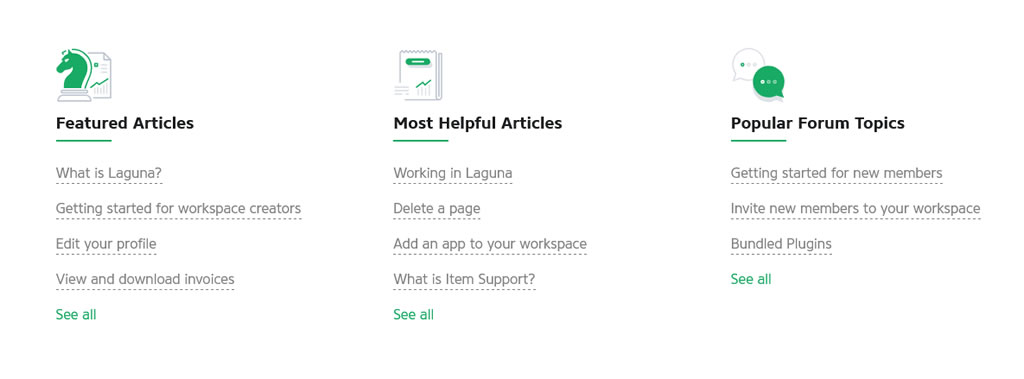 Featured Articles
What is Laguna?
Getting started for workspace creators
Edit your profile
View and download invoices
See all
Most Helpful Articles
Working in Laguna
Delete a page
Add an app to your workspace
What is Item Support?
See all
Popular Forum Topics
Getting started for new members
Invite new members to your workspace
Bundled Plugins
See all